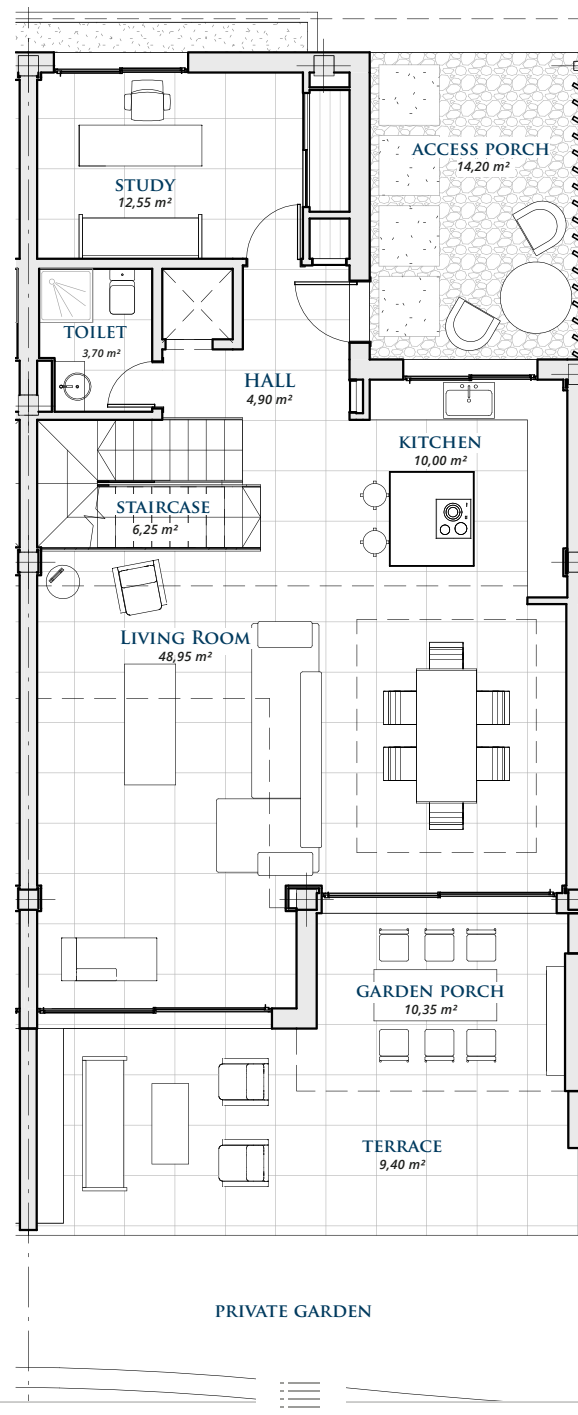 ACCESS PORCH
14,20 m²
STUDY
12,55 m²
TOILET
3,70 m²
HALL
4,90 m²
KITCHEN
10,00 m²
STAIRCASE
6,25 m²
LIVING ROOM
48,95 m²
GARDEN PORCH
10,35 m²
TERRACE
9,40 m²
PRIVATE GARDEN